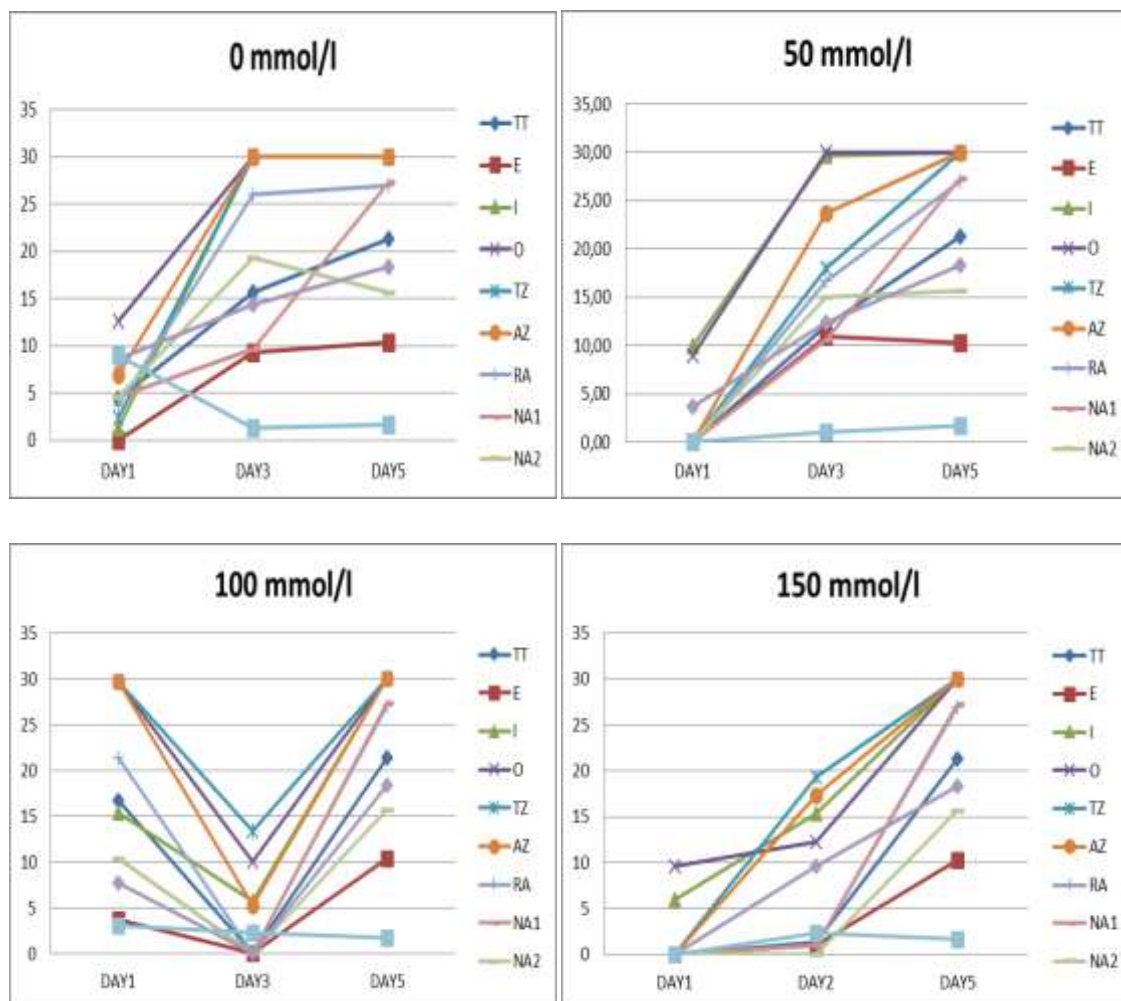 0 mmol/l
35
30
25
20
15
10
5
0
DAY1 DAY3 DAY5
TT
E
I
O
TZ
AZ
RA
NA1
NA2
50 mmol/l
35,00
30,00
25,00
20,00
15,00
10,00
5,00
0,00
DAY1 DAY3 DAY5
TT
E
I
O
TZ
AZ
RA
NA1
NA2
100 mmol/l
35
30
25
20
15
10
5
0
DAY1 DAY3 DAY5
TT
E
I
O
TZ
AZ
RA
NA1
NA2
150 mmol/l
35
30
25
20
15
10
5
0
DAY1 DAY2 DAY5
TT
E
I
O
TZ
AZ
RA
NA1
NA2